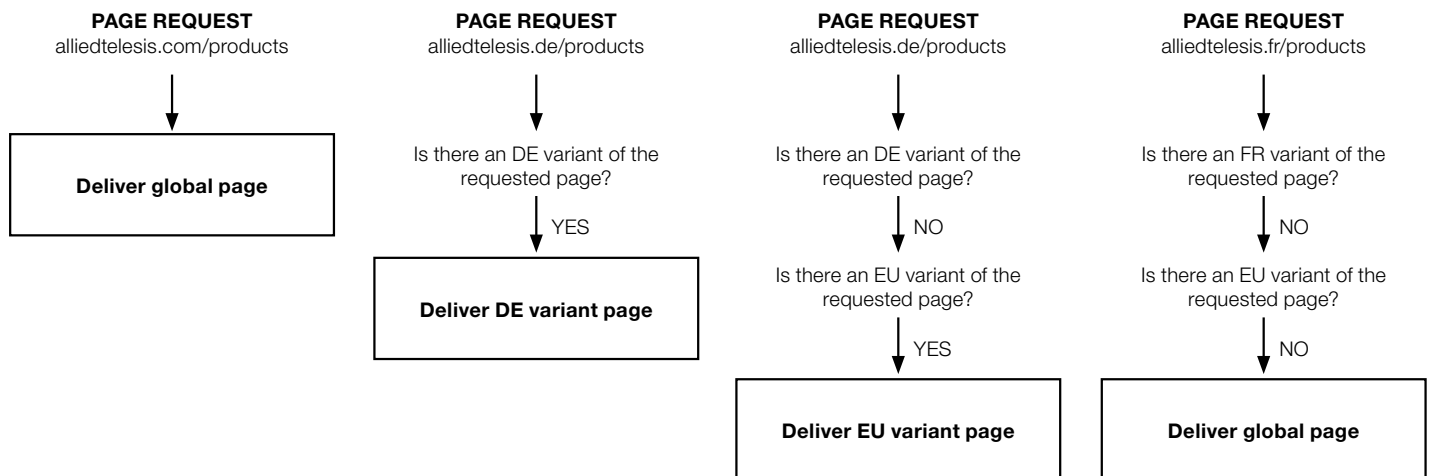 PAGE REQUEST
alliedtelesis.com/products
Deliver global page
PAGE REQUEST
alliedtelesis.de/products
Is there an DE variant of the
requested page?
YES
Deliver DE variant page
PAGE REQUEST
alliedtelesis.de/products
Is there an DE variant of the
requested page?
NO
Is there an EU variant of the
requested page?
YES
Deliver EU variant page
PAGE REQUEST
alliedtelesis.fr/products
Is there an FR variant of the
requested page?
NO
Is there an EU variant of the
requested page?
NO
Deliver global page